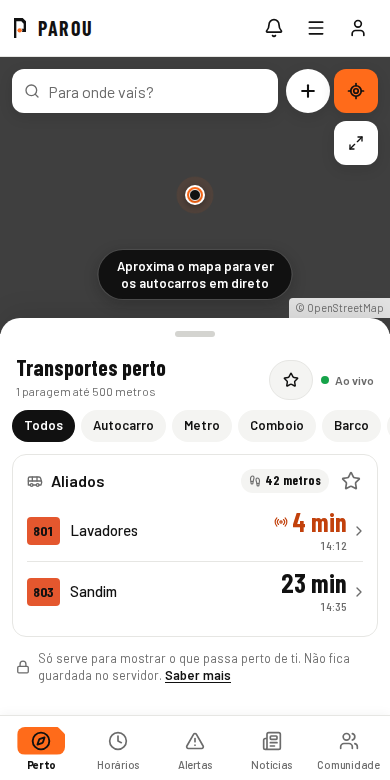 PAROU
Para onde vais?
Aproxima o mapa para ver
os autocarros em direto
© OpenStreetMap
Transportes perto
1 paragem até 500 metros
Ao vivo
Todos
Autocarro
Metro
Comboio
Barco
Aliados
42 metros
801
Lavadores
4 min
14:12
803
Sandim
23 min
14:35
Só serve para mostrar o que passa perto de ti. Não fica
guardada no servidor. Saber mais
Perto
Horários
Alertas
Notícias
Comunidade